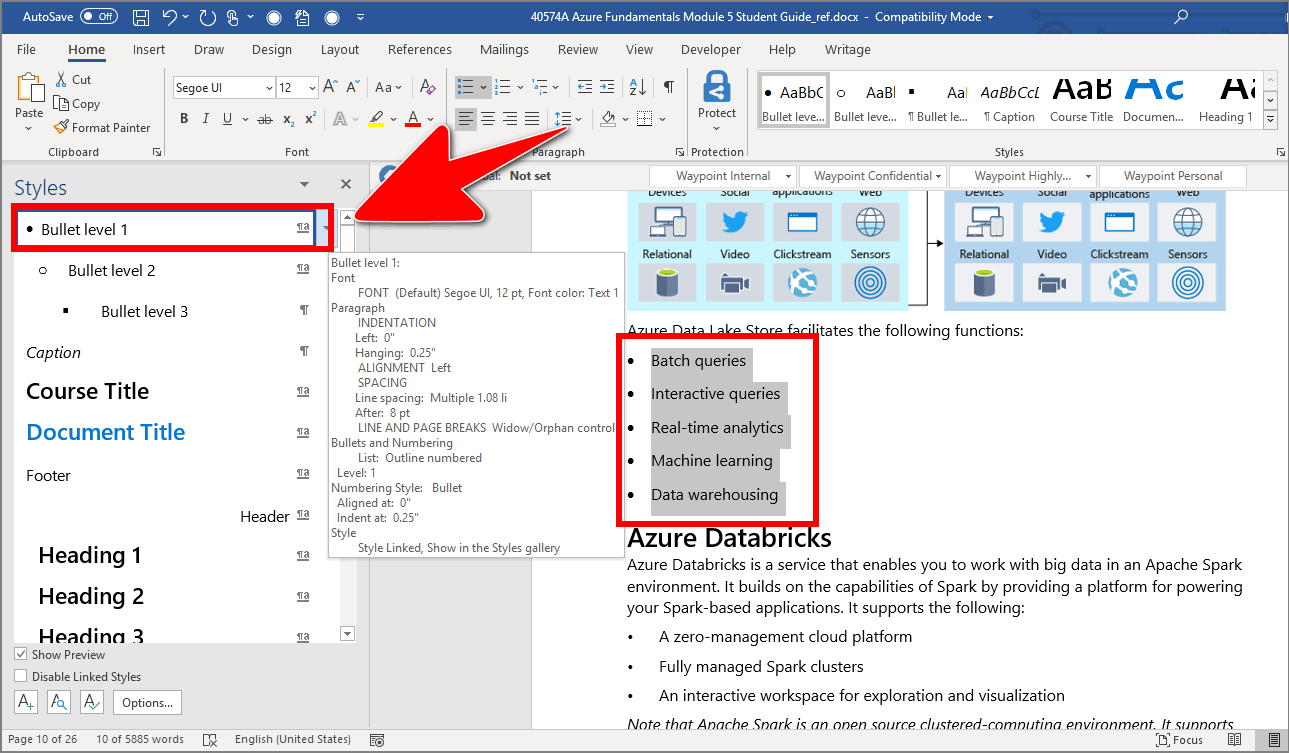 AutoSave Off 40574A Azure Fundamentals Module 5 Student Guide_ref.docx - Compatibility Mode
File Home Insert Draw Design Layout References Mailings Review View Developer Help Writage
Paste
Cut
Copy
Format Painter
Clipboard
Segoe UI 12
Font
Paragraph
Protect
Protection
AaBbC AaBl Aal AaBbCcL AaB AaC
Bullet leve... Bullet leve... ¶ Bullet le... ¶ Caption Course Title Documen... Heading 1
Styles
Styles
Not set Waypoint Internal Waypoint Confidential Waypoint Highly... Waypoint Personal
• Bullet level 1
○ Bullet level 2
▪ Bullet level 3
Caption
Course Title
Document Title
Footer
Header
Heading 1
Heading 2
Heading 3
Show Preview
Disable Linked Styles
Options...
Bullet level 1:
Font
FONT (Default) Segoe UI, 12 pt, Font color: Text 1
Paragraph
INDENTATION
Left: 0"
Hanging: 0.25"
ALIGNMENT Left
SPACING
Line spacing: Multiple 1.08 li
After: 8 pt
LINE AND PAGE BREAKS Widow/Orphan control
Bullets and Numbering
List: Outline numbered
Level: 1
Numbering Style: Bullet
Aligned at: 0"
Indent at: 0.25"
Style
Style Linked, Show in the Styles gallery
Devices Social applications Web Devices Social applications Web
Relational Video Clickstream Sensors Relational Video Clickstream Sensors
Azure Data Lake Store facilitates the following functions:
• Batch queries
• Interactive queries
• Real-time analytics
• Machine learning
• Data warehousing
Azure Databricks
Azure Databricks is a service that enables you to work with big data in an Apache Spark
environment. It builds on the capabilities of Spark by providing a platform for powering
your Spark-based applications. It supports the following:
• A zero-management cloud platform
• Fully managed Spark clusters
• An interactive workspace for exploration and visualization
Note that Apache Spark is an open source clustered-computing environment. It supports
Page 10 of 26 10 of 5885 words English (United States) Focus